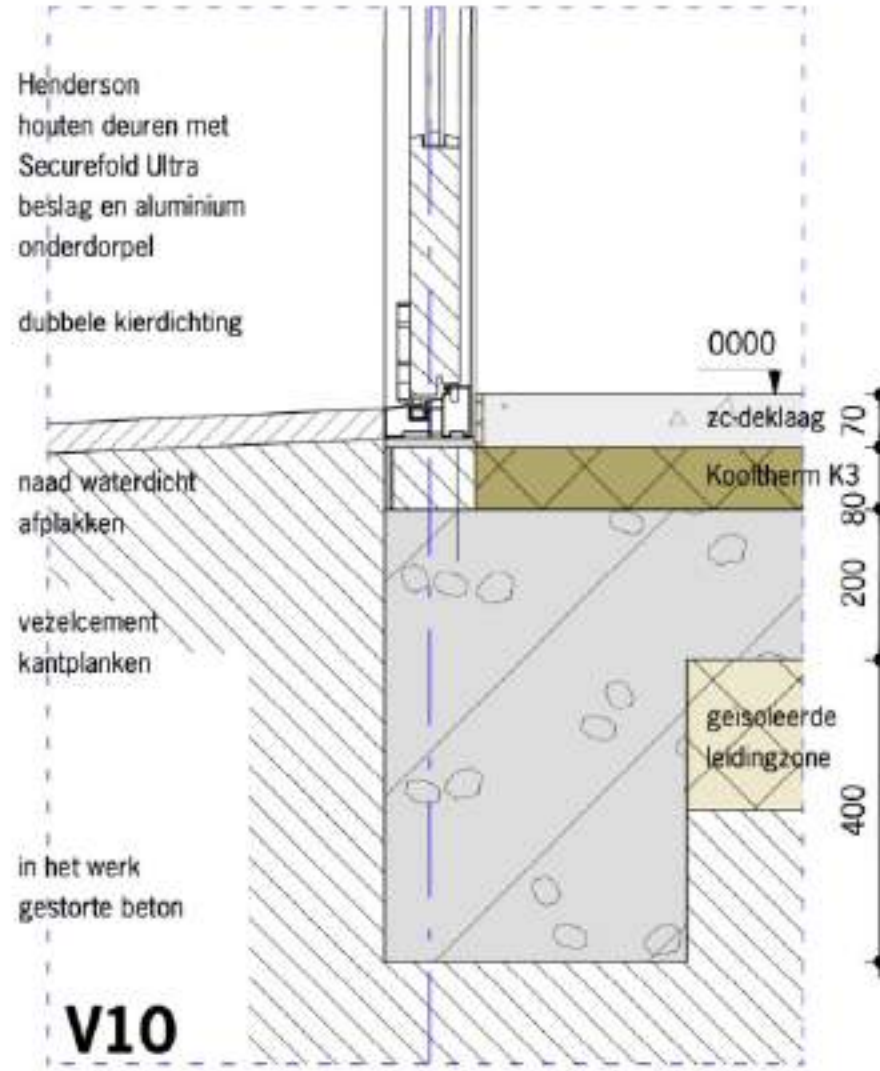 Henderson
houten deuren met
Securefold Ultra
beslag en aluminium
onderdorpel
dubbele kierdichting
0000
zc-deklaag
70
Kooltherm K3
80
naad waterdicht
afplakken
200
vezelcement
kantplanken
geisoleerde
leidingzone
400
in het werk
gestorte beton
V10